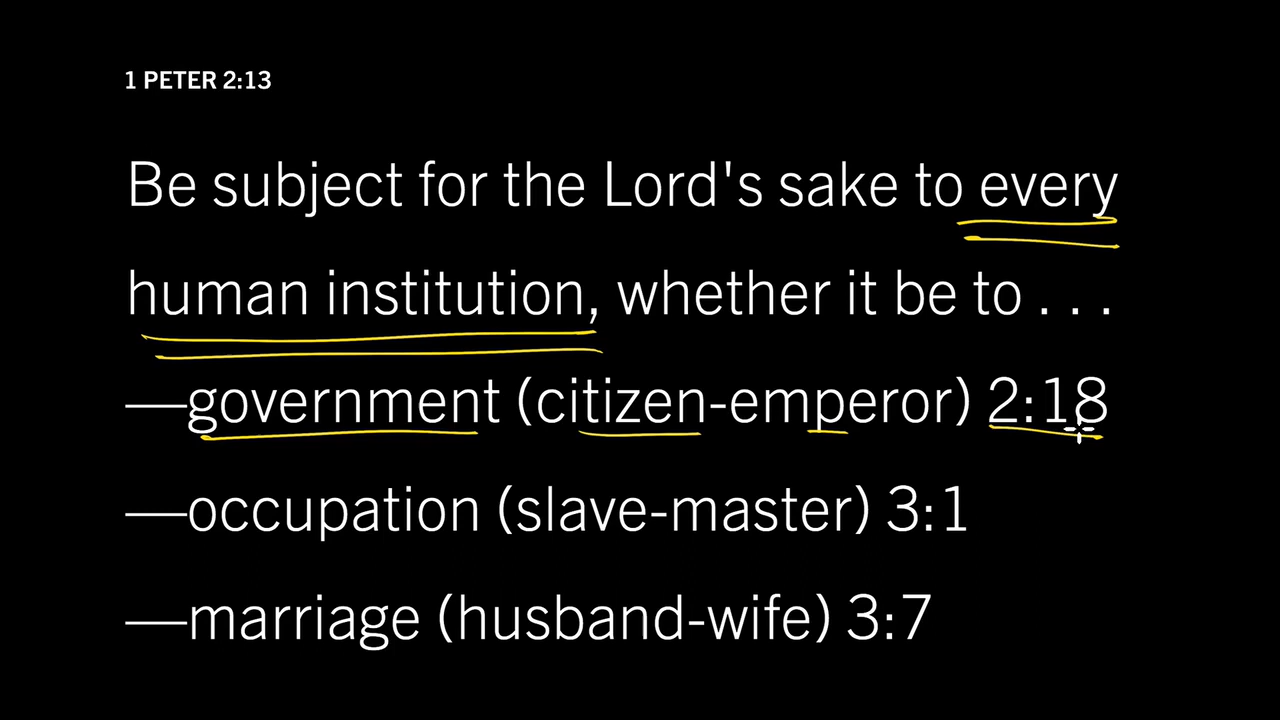 1 PETER 2:13
Be subject for the Lord's sake to every
human institution, whether it be to . . .
—government (citizen-emperor) 2:18
—occupation (slave-master) 3:1
—marriage (husband-wife) 3:7